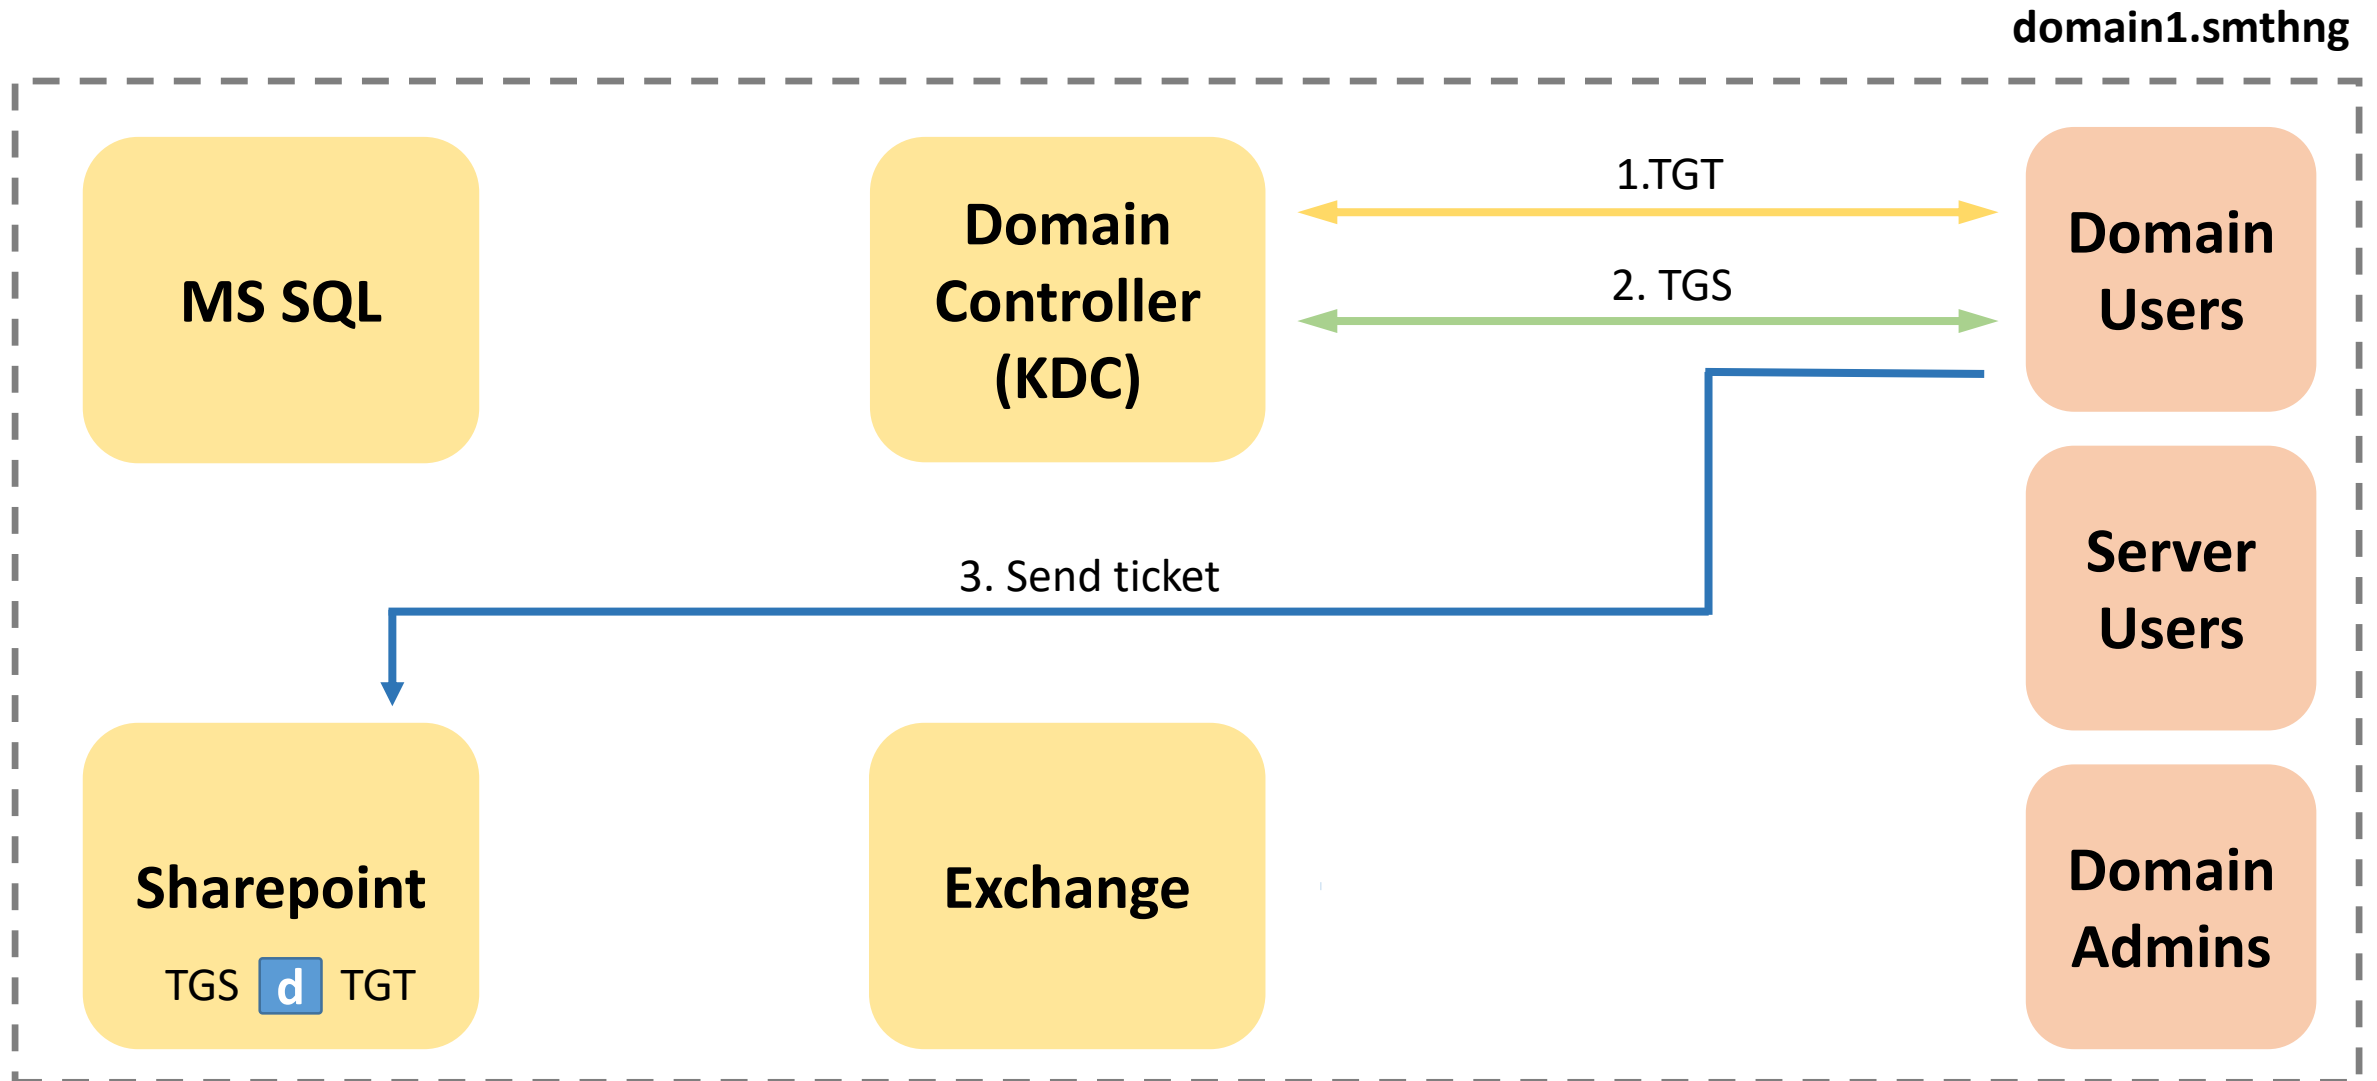 domain1.smthng
MS SQL
Domain
Controller
(KDC)
1.TGT
2. TGS
Domain
Users
3. Send ticket
Server
Users
Sharepoint
TGS d TGT
Exchange
Domain
Admins